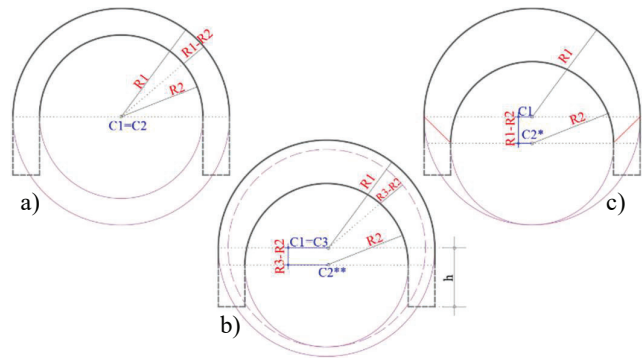 R1
R1-R2
R2
C1=C2
a)
R1
R3-R2
R2
C1=C3
R3-R2
C2**
h
b)
R1
C1
R1-R2
C2*
R2
c)